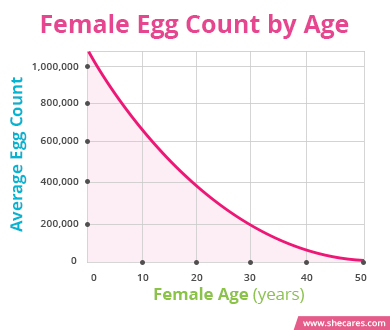 Female Egg Count by Age
Average Egg Count
1,000,000
800,000
600,000
400,000
200,000
0
0 10 20 30 40 50
Female Age (years)
www.shecares.com